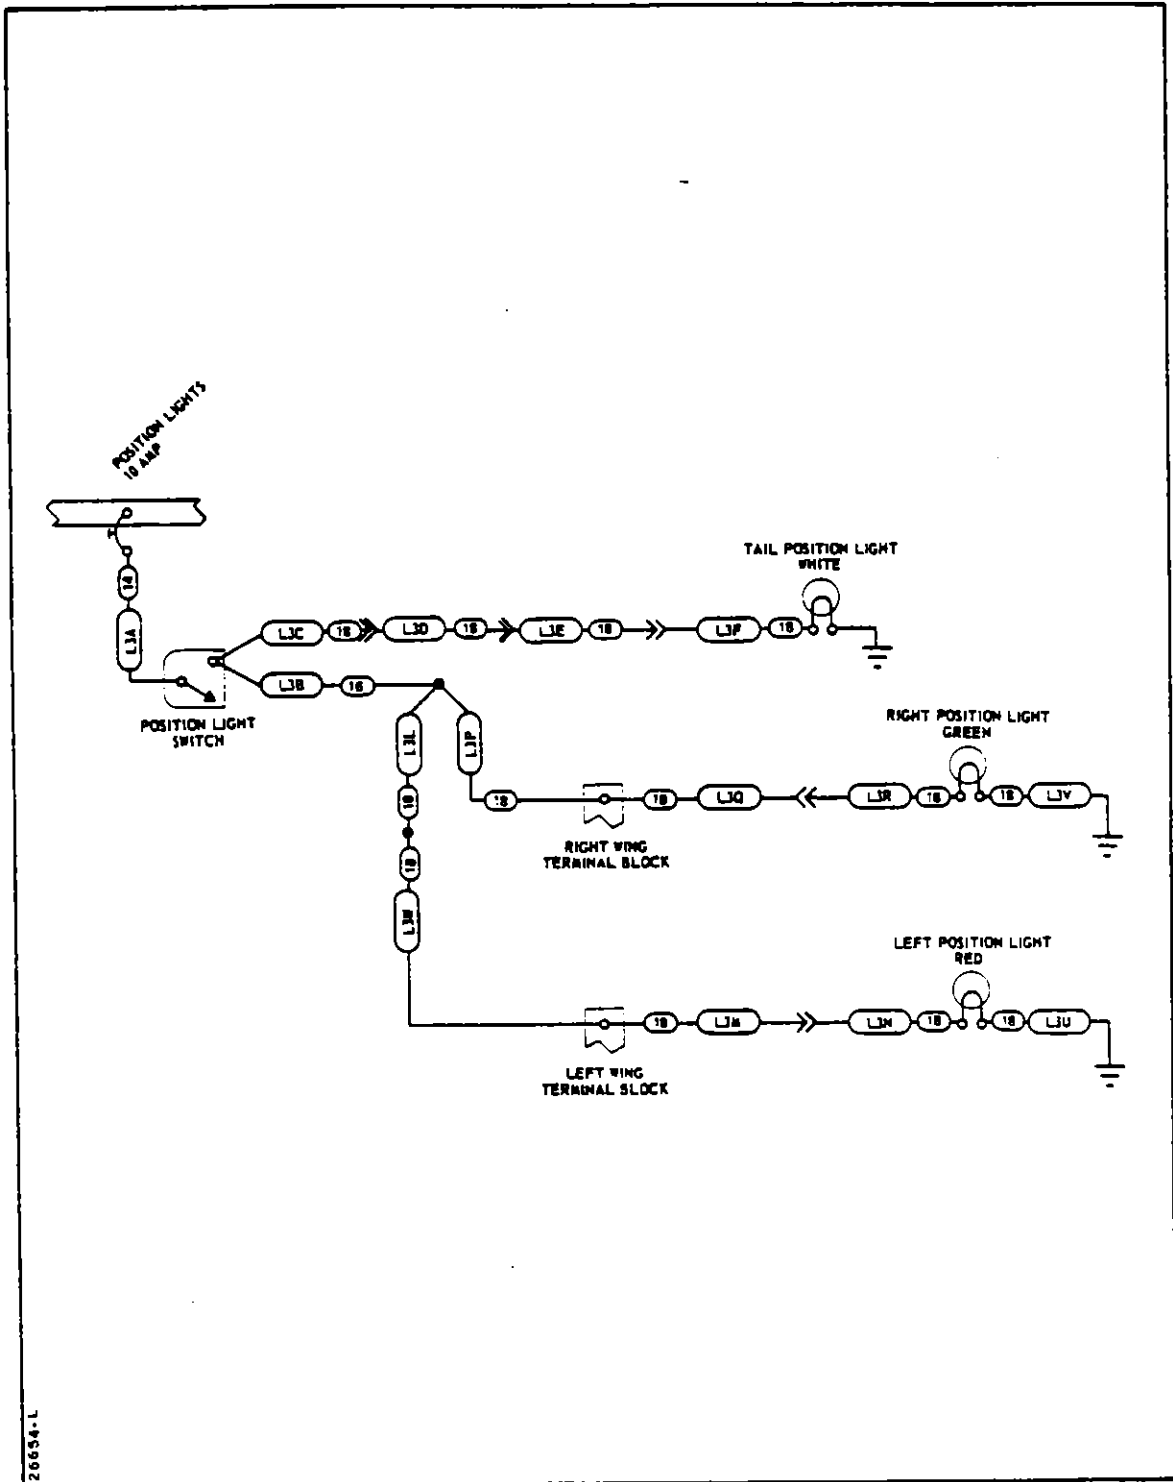 POSITION LIGHTS
10 AMP
14
L3A
POSITION LIGHT
SWITCH
L3C
18
L3D
18
L3E
18
L3F
18
TAIL POSITION LIGHT
WHITE
L3B
16
L3L
18
18
L3P
18
RIGHT WING
TERMINAL BLOCK
18
L3Q
L3R
18
RIGHT POSITION LIGHT
GREEN
18
L3V
LEFT WING
TERMINAL BLOCK
18
L3M
L3N
18
LEFT POSITION LIGHT
RED
18
L3U
26654-L